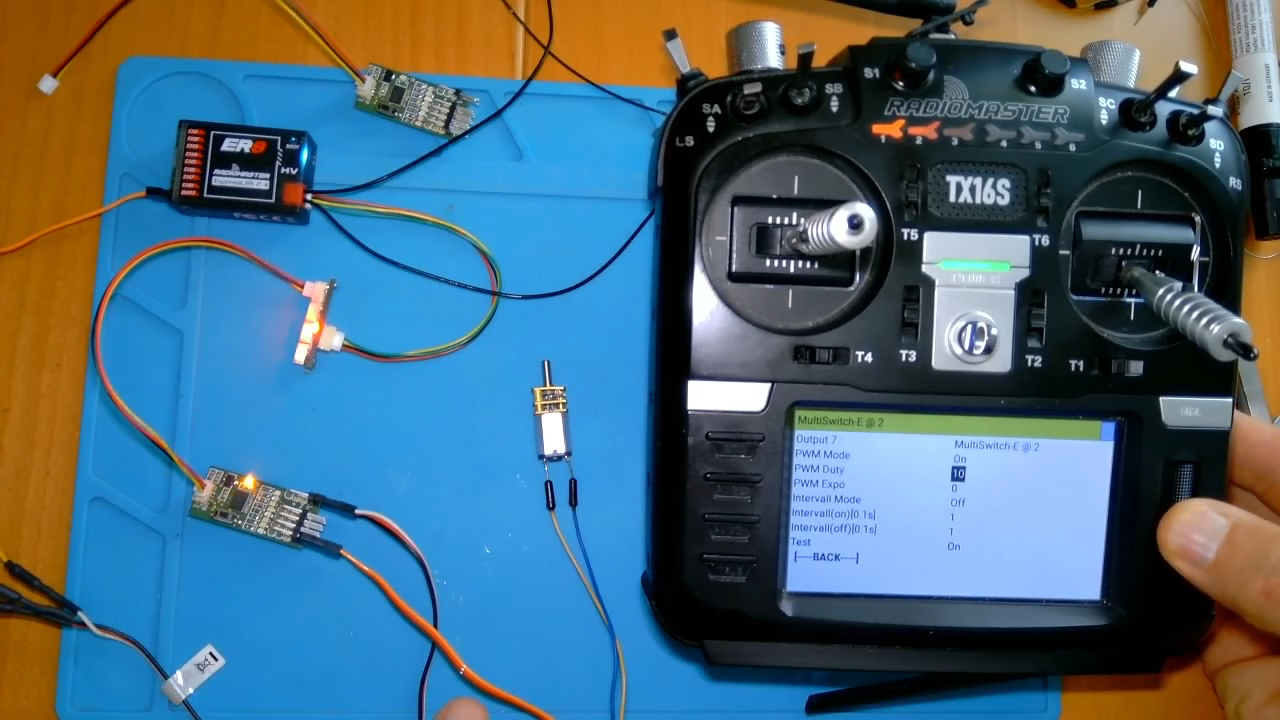 S1
S2
SA
SB
SC
SD
LS
RS
RADIOMASTER
1 2 3 4 5 6
TX16S
T5
T6
POWER
T3
T2
T4
T1
ER8
RADIOMASTER
HV
MultiSwitch-E @ 2
Output 7 : MultiSwitch-E @ 2
PWM Mode On
PWM Duty 10
PWM Expo 0
Intervall Mode Off
Intervall(on)[0.1s] 1
Intervall(off)[0.1s] 1
Test On
[----BACK----]